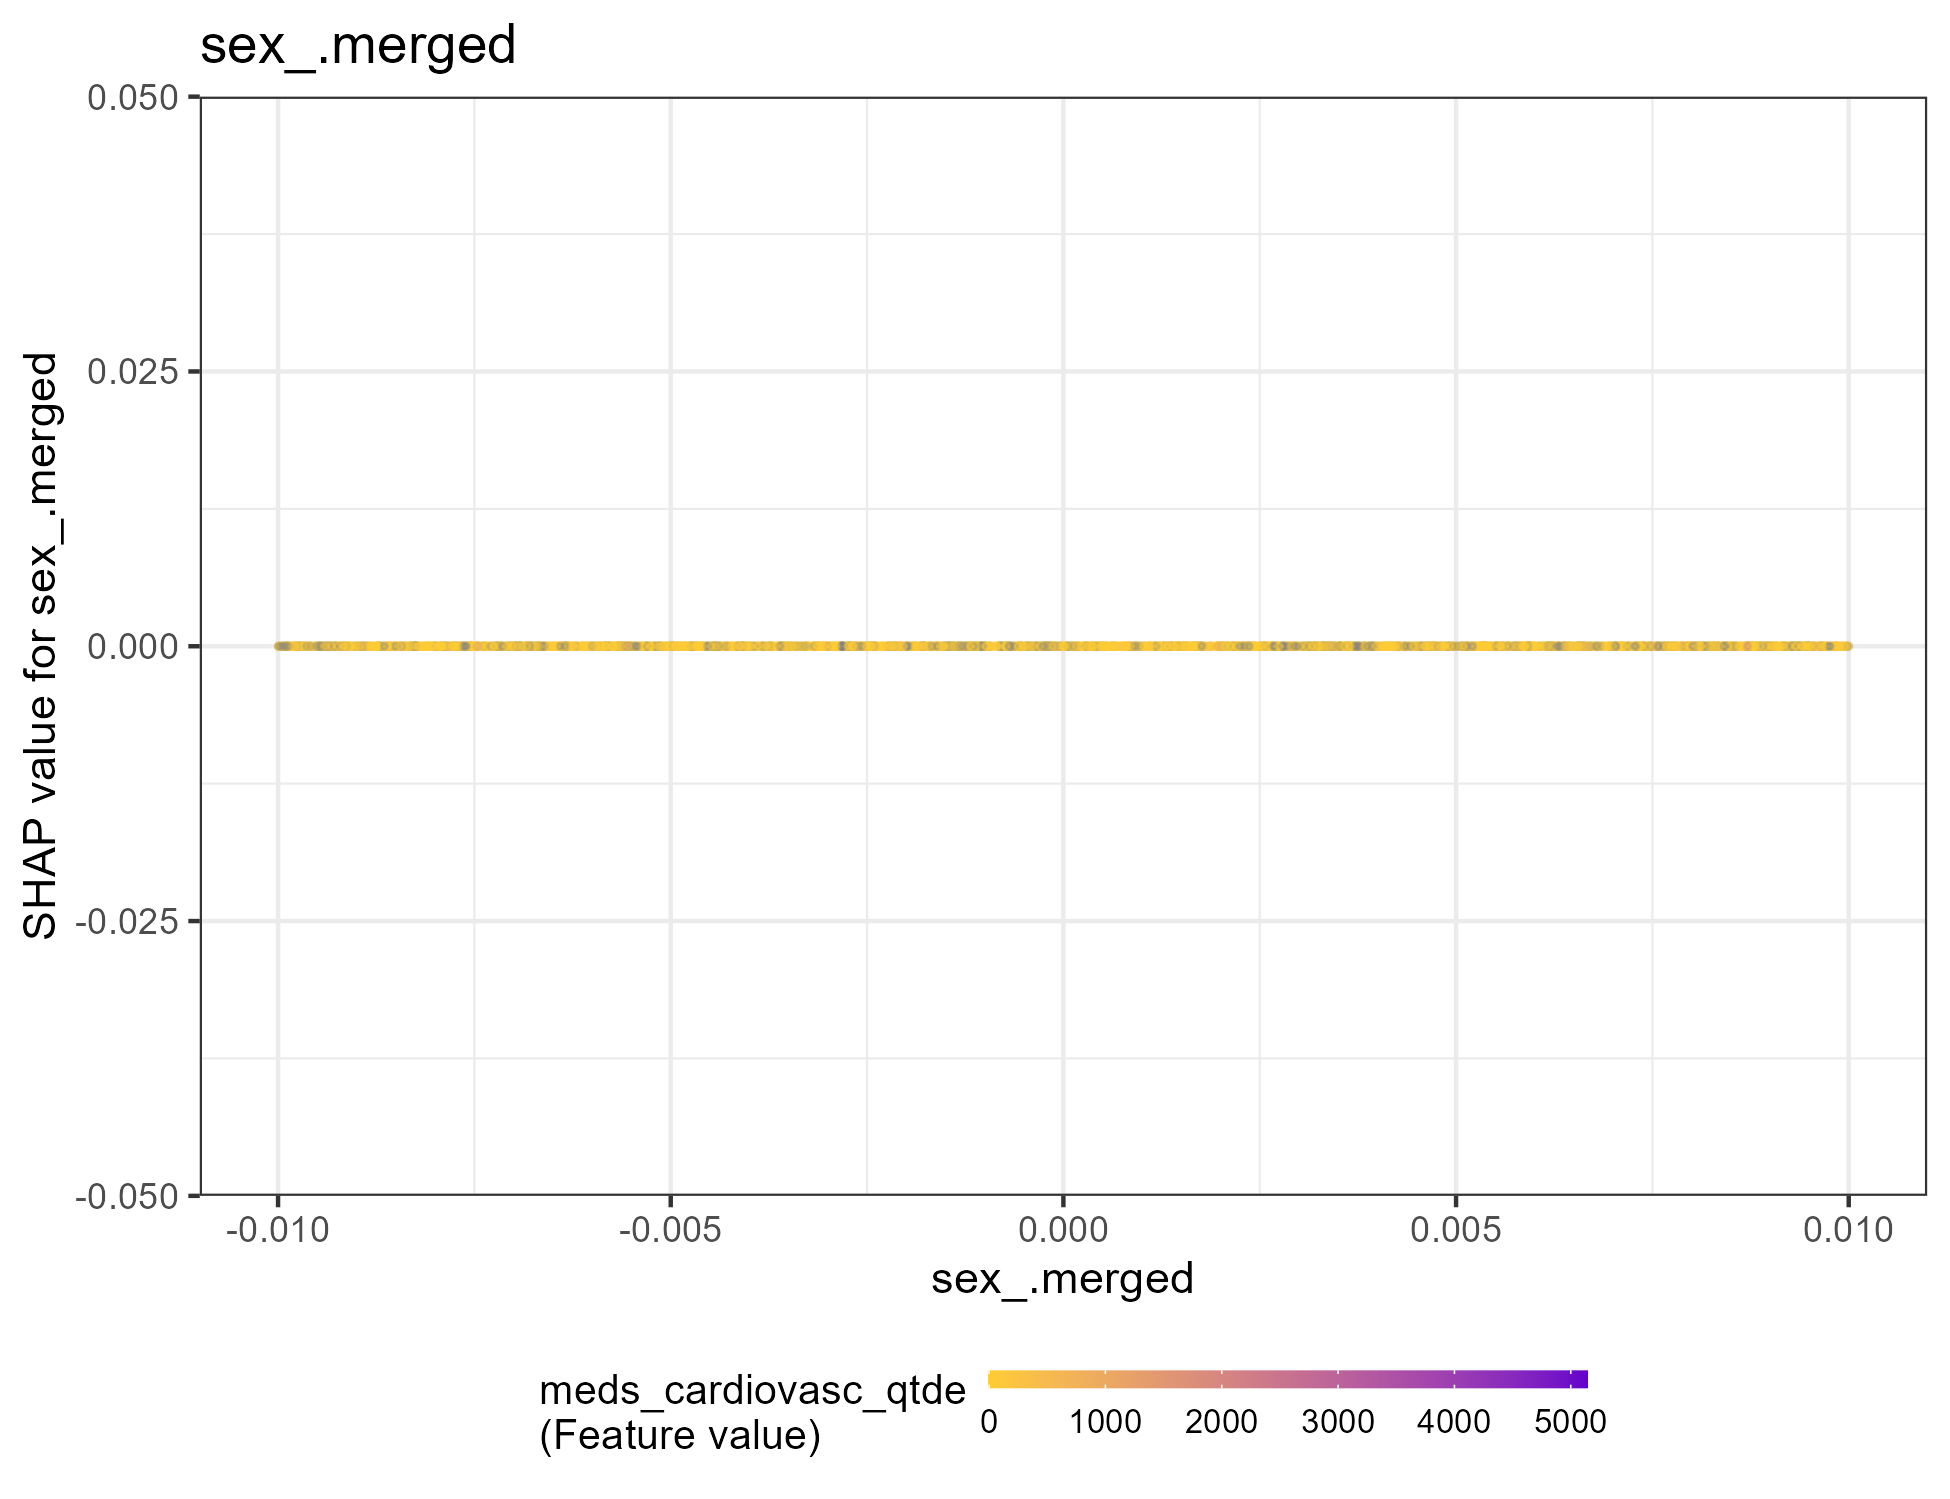 sex_.merged
0.050
0.025
0.000
-0.025
-0.050
SHAP value for sex_.merged
-0.010 -0.005 0.000 0.005 0.010
sex_.merged
meds_cardiovasc_qtde
(Feature value)
0 1000 2000 3000 4000 5000